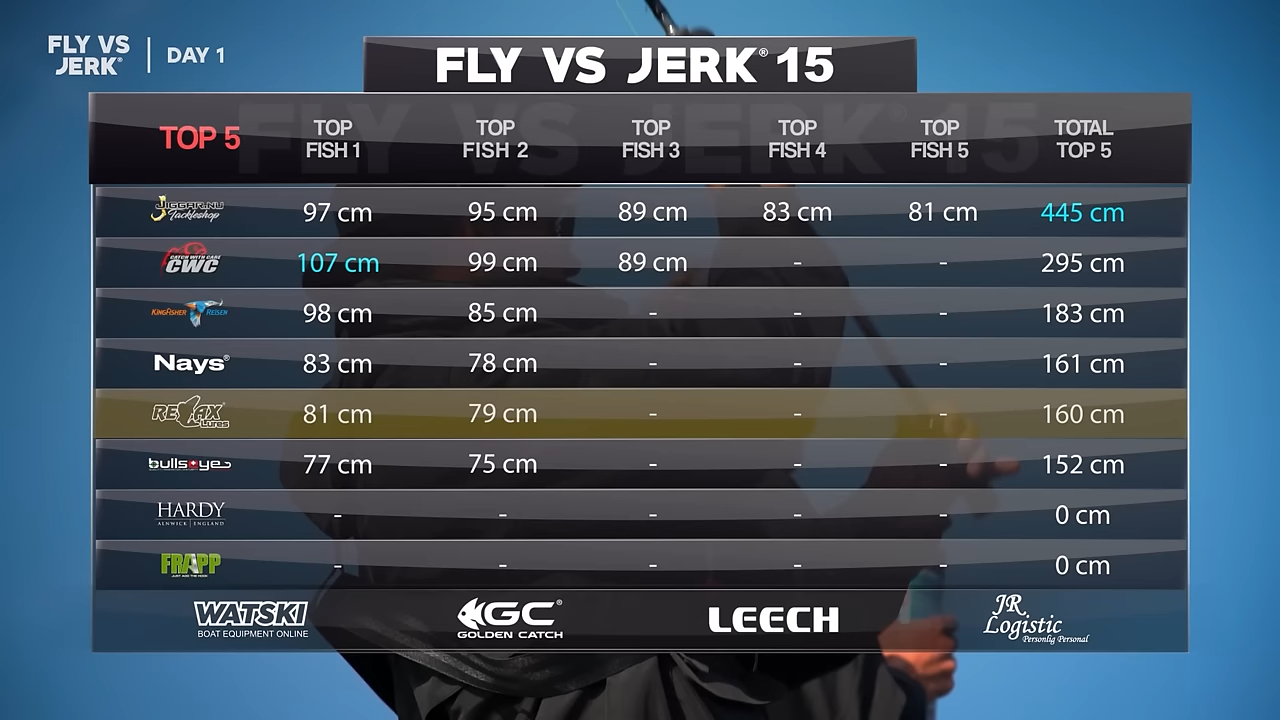 FLY VS
JERK® | DAY 1
FLY VS JERK® 15
TOP 5
TOP FISH 1
TOP FISH 2
TOP FISH 3
TOP FISH 4
TOP FISH 5
TOTAL TOP 5
JIGGAR.NU Tackleshop 97 cm 95 cm 89 cm 83 cm 81 cm 445 cm
CATCH WITH CARE CWC 107 cm 99 cm 89 cm - - 295 cm
KINGFISHER REISEN 98 cm 85 cm - - - 183 cm
Nays® 83 cm 78 cm - - - 161 cm
RELAX Lures 81 cm 79 cm - - - 160 cm
bullseye 77 cm 75 cm - - - 152 cm
HARDY ALNWICK | ENGLAND - - - - - 0 cm
FRAPP JUST ADD THE HOOK - - - - - 0 cm
WATSKI
BOAT EQUIPMENT ONLINE
GC®
GOLDEN CATCH
LEECH
JR
Logistic
Personlig Personal